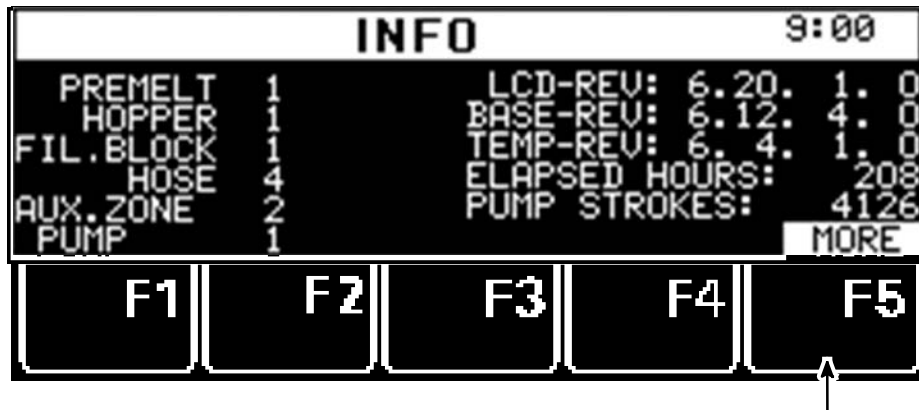 INFO 9:00
PREMELT 1 LCD-REV: 6.20. 1. 0
HOPPER 1 BASE-REV: 6.12. 4. 0
FIL.BLOCK 1 TEMP-REV: 6. 4. 1. 0
HOSE 4 ELAPSED HOURS: 208
AUX.ZONE 2 PUMP STROKES: 4126
PUMP 1 MORE
F1 F2 F3 F4 F5